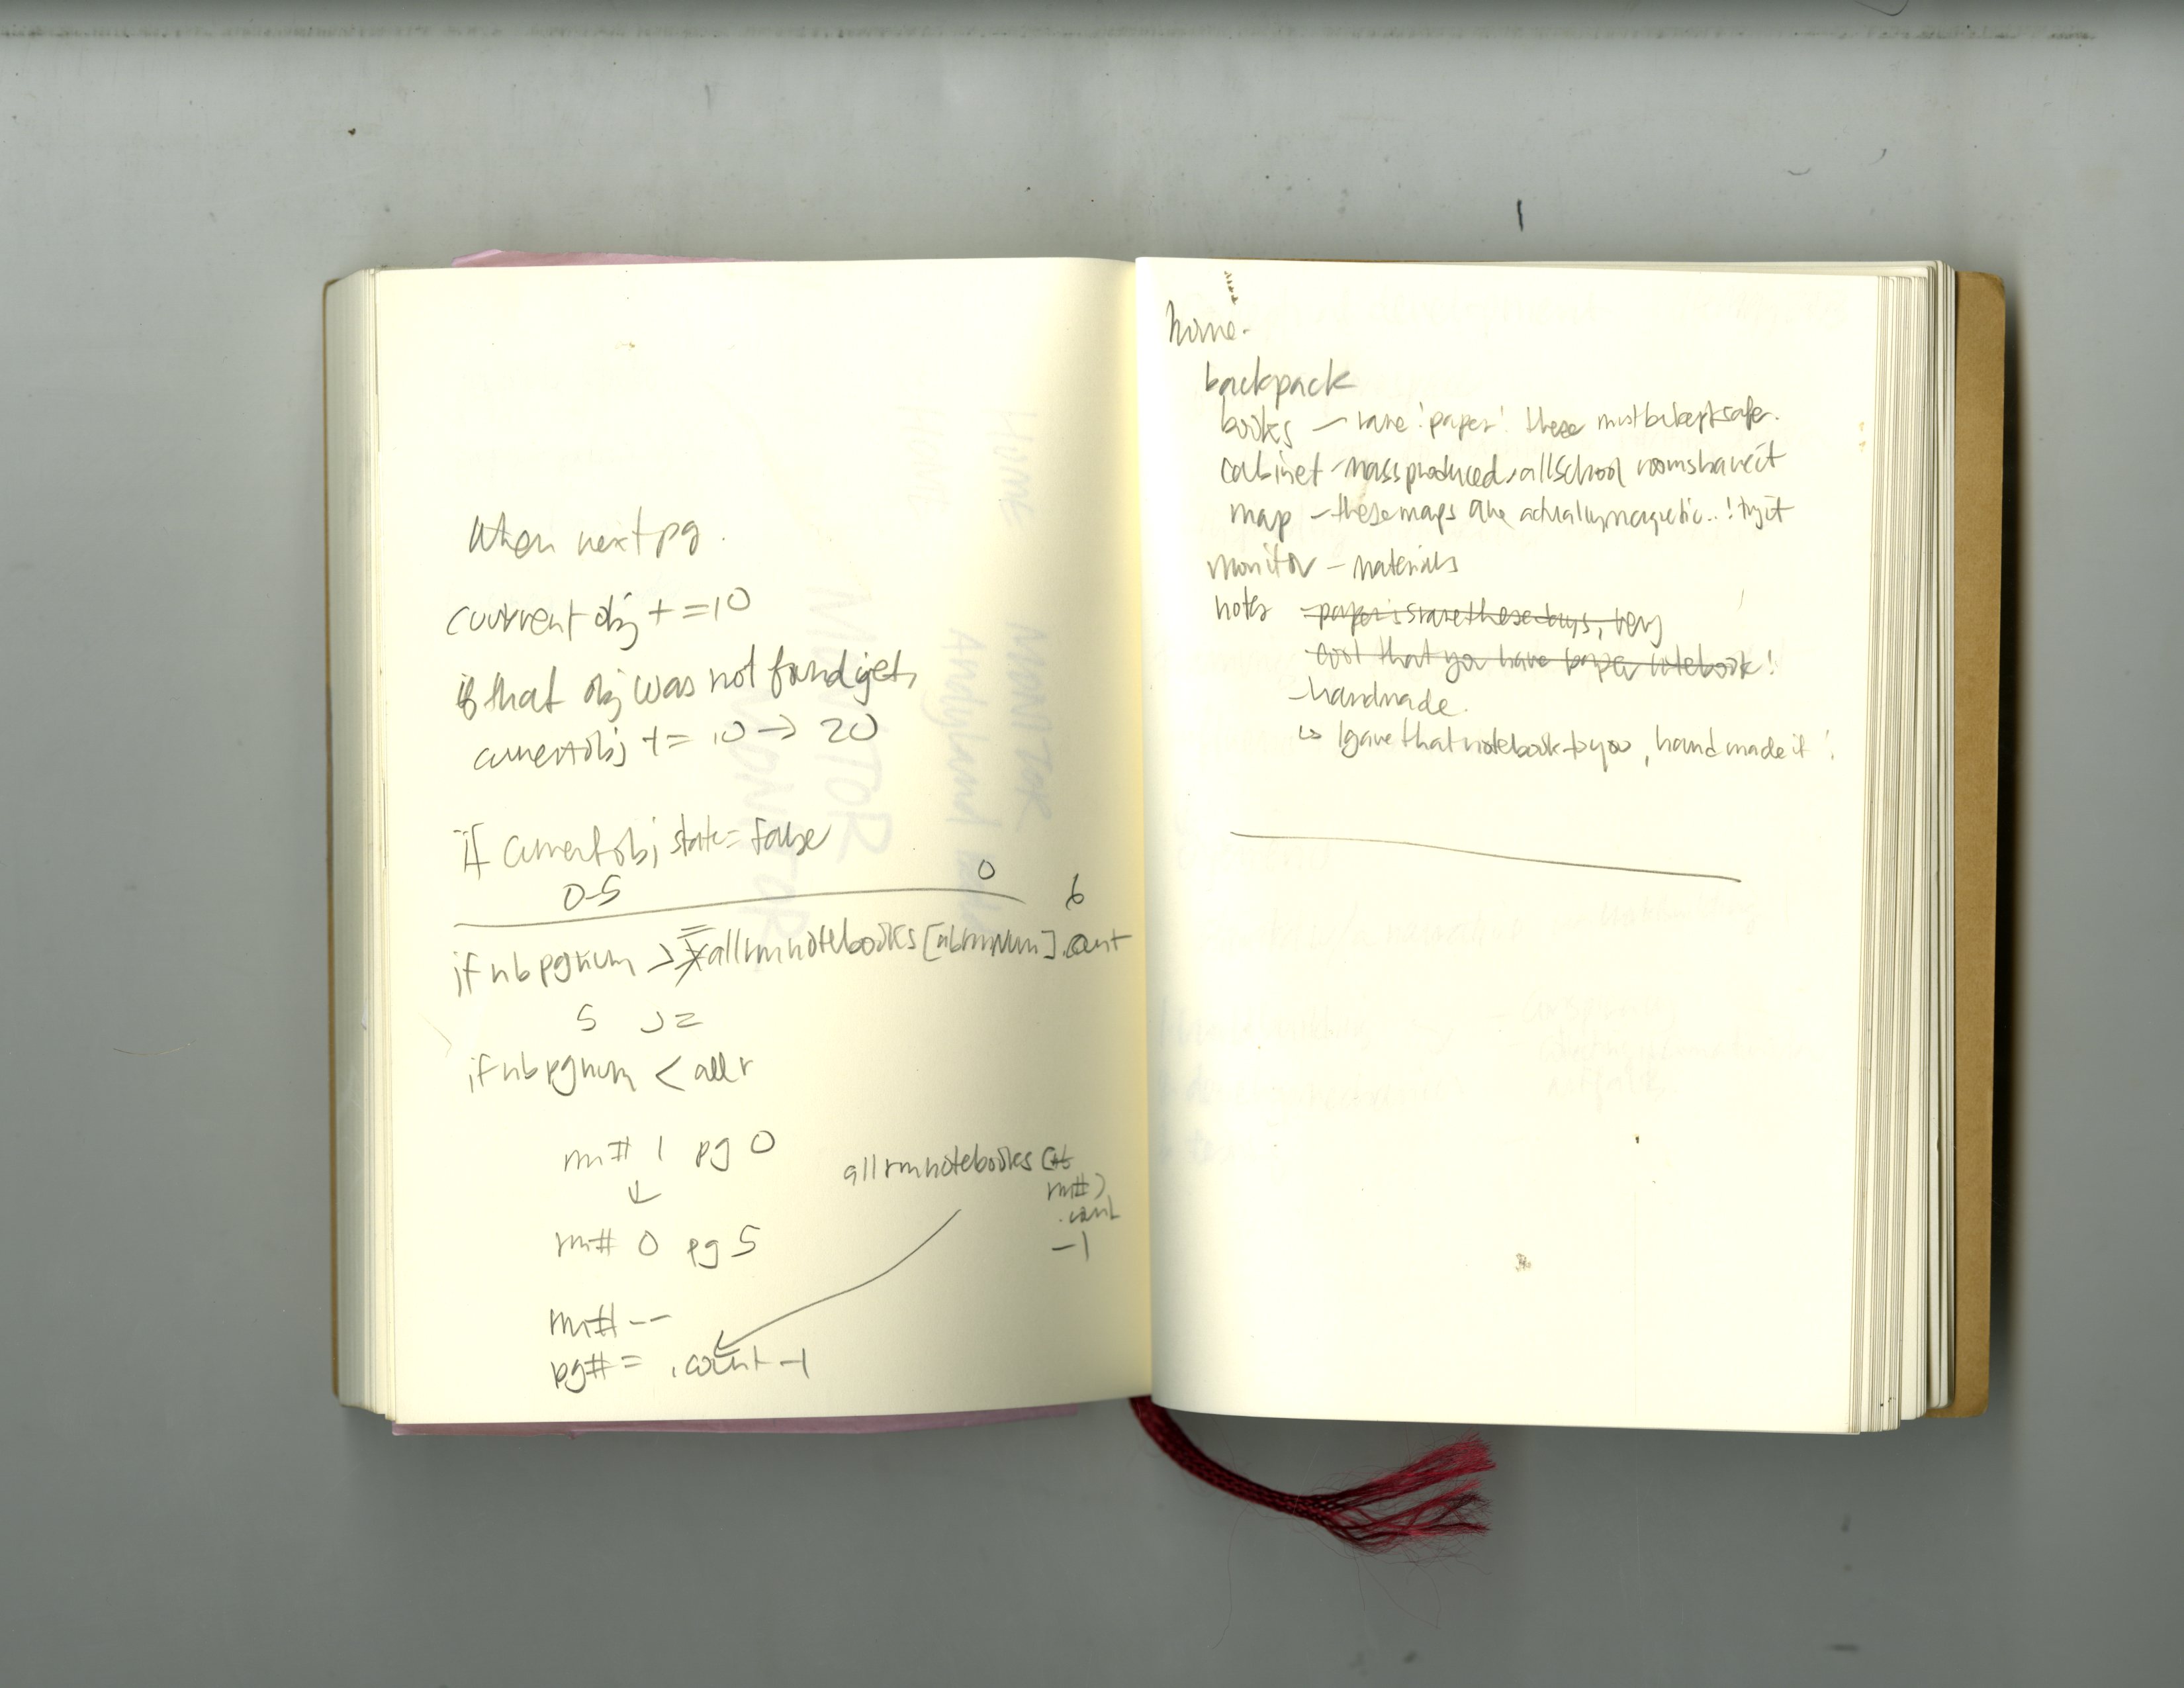 when next pg.
current obj + = 10
if that obj was not found yet,
currentobj += 10 → 20
if currentobj state = false
0-5 0 6
if nb pgnum >= allrmnotebooks[nbrmNum].count
5 >=
if nb pgnum < all r
rm# 1 pg 0
↓
rm# 0 pg 5
rm# --
pg# = .count -1
allrmnotebooks (nb
rm#)
.count
-1
home-
backpack
books - rare 'paper'! these must be kept safe.
cabinet - mass produced, all school rooms have it
map - these maps are actually magnetic..! try it
monitor - materials
notes - paper is rare these days, very
cool that you have paper notebook!
- handmade.
↳ I gave that notebook to you, hand made it!